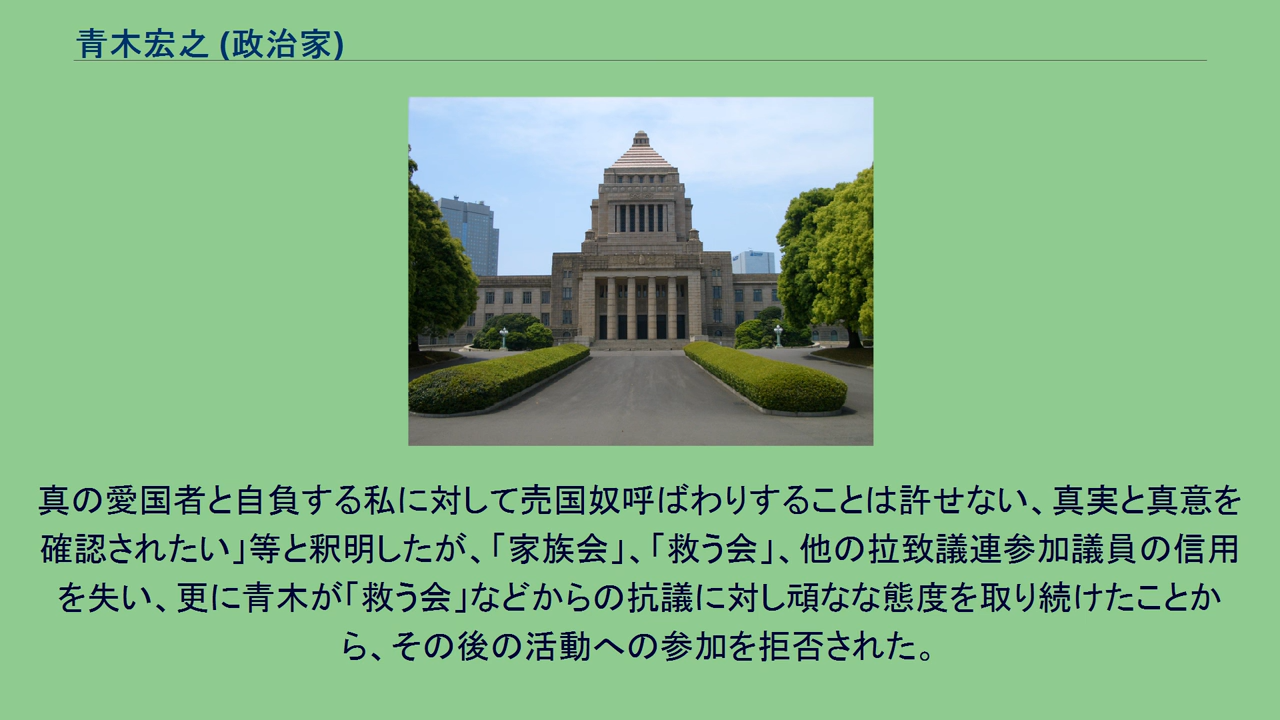 青木宏之 (政治家)
真の愛国者と自負する私に対して売国奴呼ばわりすることは許せない、真実と真意を
確認されたい」等と釈明したが、「家族会」、「救う会」、他の拉致議連参加議員の信用
を失い、更に青木が「救う会」などからの抗議に対し頑なな態度を取り続けたことか
ら、その後の活動への参加を拒否された。